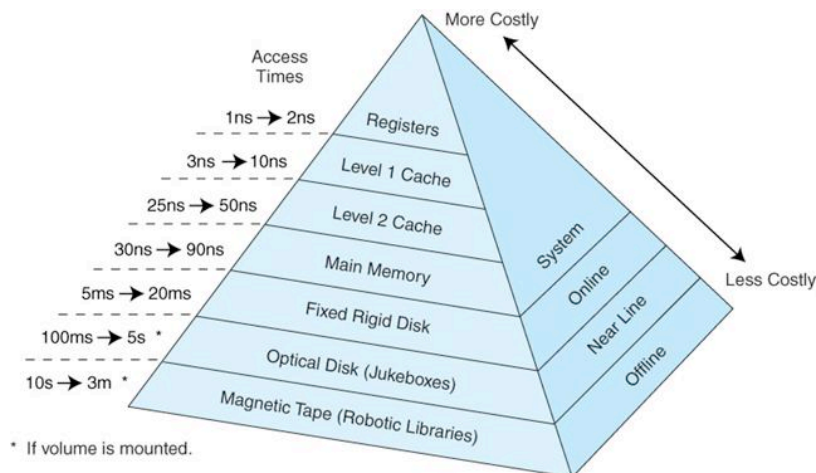 More Costly
Access
Times
1ns → 2ns
Registers
3ns → 10ns
Level 1 Cache
25ns → 50ns
Level 2 Cache
System
30ns → 90ns
Main Memory
Online
Less Costly
5ms → 20ms
Fixed Rigid Disk
Near Line
100ms → 5s *
Optical Disk (Jukeboxes)
Offline
10s → 3m *
Magnetic Tape (Robotic Libraries)
* If volume is mounted.